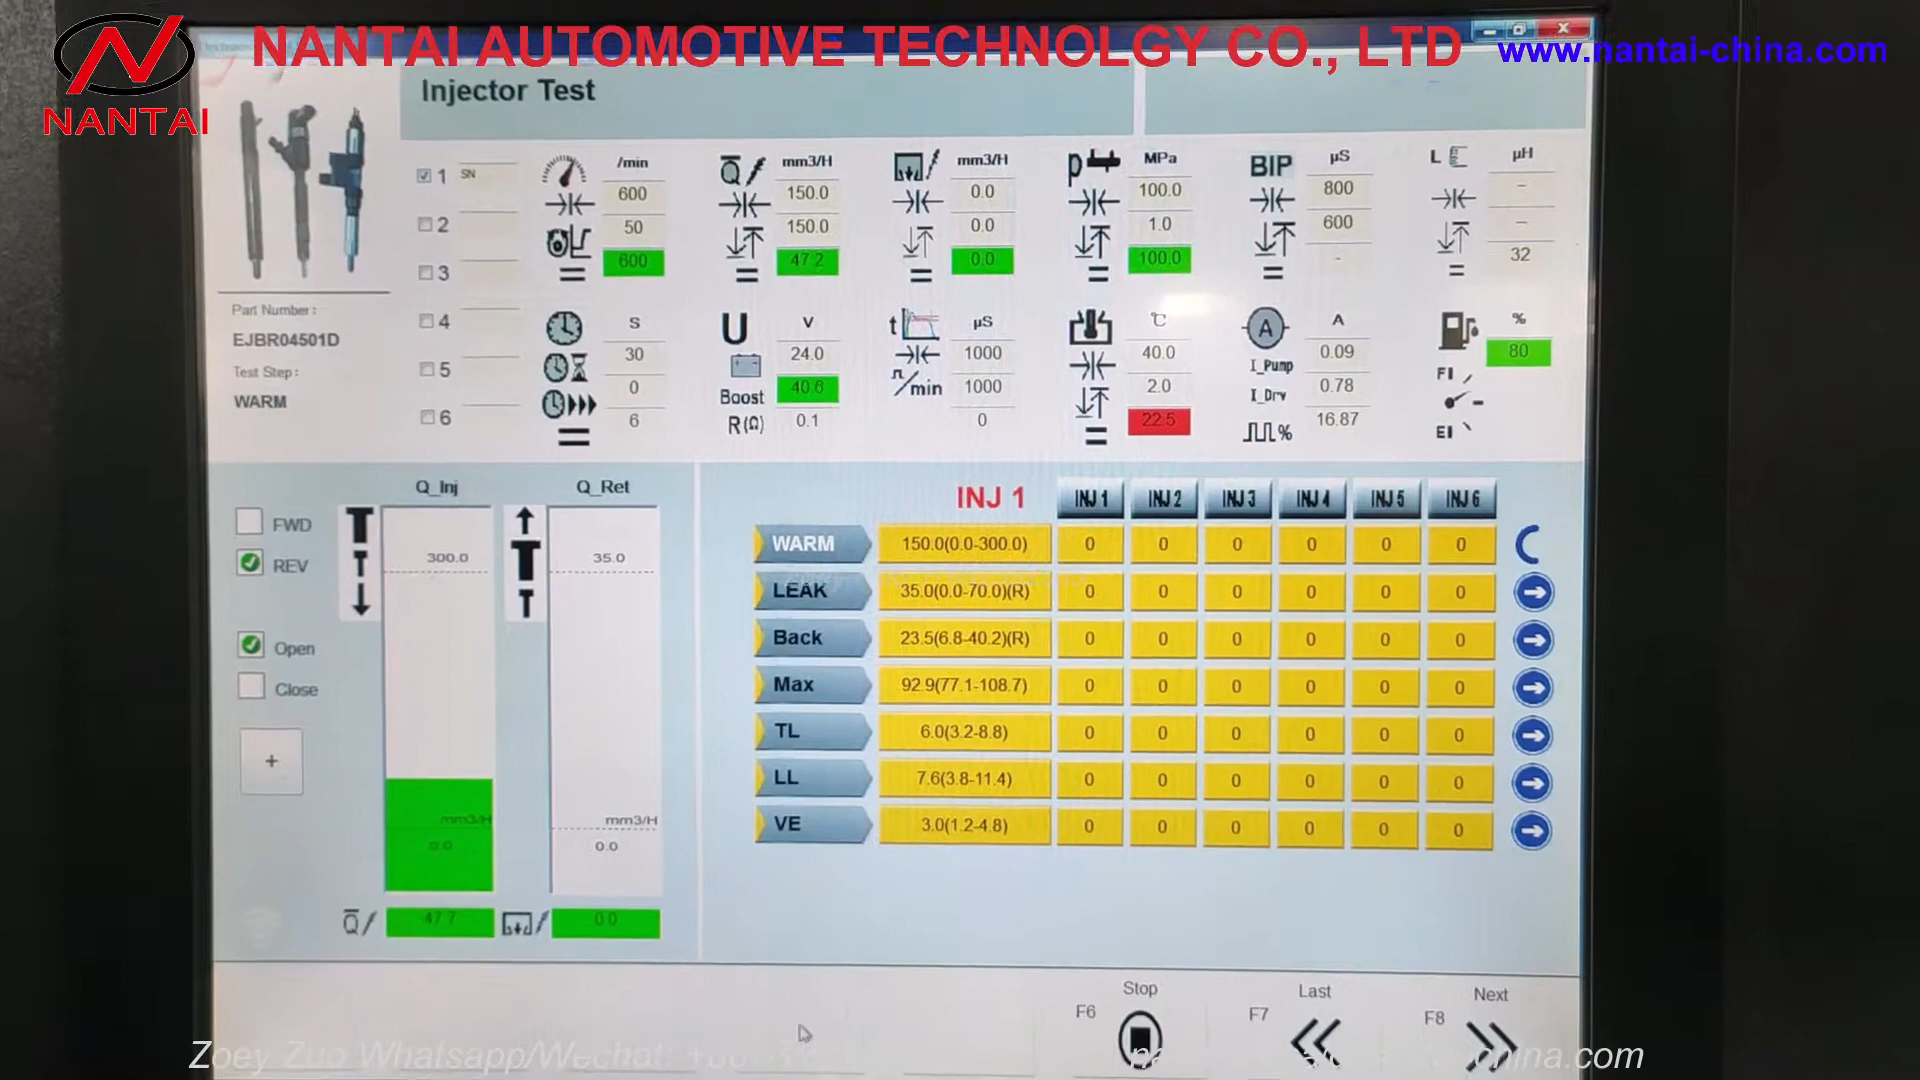 NANTAI AUTOMOTIVE TECHNOLGY CO., LTD
www.nantai-china.com
NANTAI
Injector Test
Part Number:
EJBR04501D
Test Step:
WARM
1 SN
2
3
4
5
6
/min
600
50
600
mm3/H
150.0
150.0
47.2
mm3/H
0.0
0.0
0.0
p MPa
100.0
1.0
100.0
BIP µS
800
600
-
L µH
-
-
32
S
30
0
6
U V
24.0
Boost 40.6
R(Ω) 0.1
t µS
1000
/min 1000
0
℃
40.0
2.0
22.5
A A
I_Pump 0.09
I_Drv 0.78
% 16.87
%
80
FI
EI
FWD
REV
Open
Close
+
Q_Inj
300.0
mm3/H
0.0
47.7
Q_Ret
35.0
mm3/H
0.0
0.0
INJ 1 INJ 1 INJ 2 INJ 3 INJ 4 INJ 5 INJ 6
WARM 150.0(0.0-300.0) 0 0 0 0 0 0
LEAK 35.0(0.0-70.0)(R) 0 0 0 0 0 0
Back 23.5(6.8-40.2)(R) 0 0 0 0 0 0
Max 92.9(77.1-108.7) 0 0 0 0 0 0
TL 6.0(3.2-8.8) 0 0 0 0 0 0
LL 7.6(3.8-11.4) 0 0 0 0 0 0
VE 3.0(1.2-4.8) 0 0 0 0 0 0
F6 Stop
F7 Last
F8 Next
Zoey Zuo Whatsapp/Wechat: